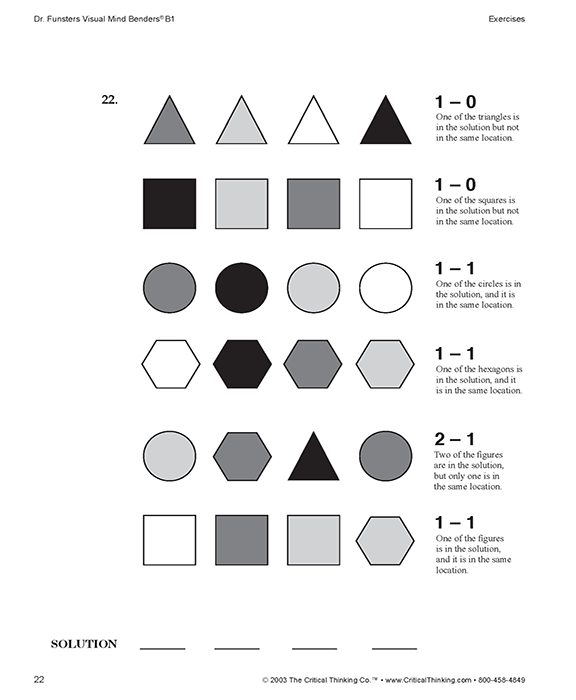 Dr. Funsters Visual Mind Benders® B1 Exercises
22.
1 – 0
One of the triangles is
in the solution but not
in the same location.
1 – 0
One of the squares is
in the solution but not
in the same location.
1 – 1
One of the circles is in
the solution, and it is
in the same location.
1 – 1
One of the hexagons is
in the solution, and it
is in the same location.
2 – 1
Two of the figures
are in the solution,
but only one is in
the same location.
1 – 1
One of the figures
is in the solution,
and it is in the same
location.
SOLUTION
22 © 2003 The Critical Thinking Co.™ • www.CriticalThinking.com • 800-458-4849